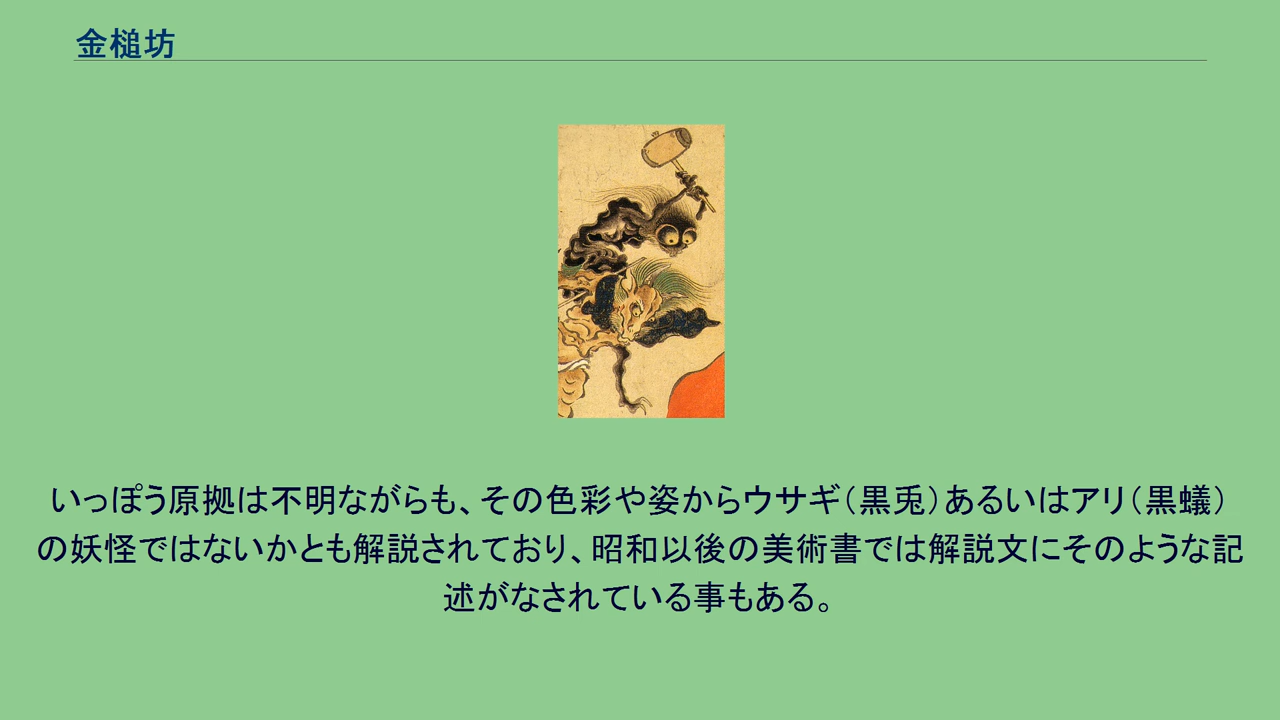 金槌坊
いっぽう原拠は不明ながらも、その色彩や姿からウサギ（黒兎）あるいはアリ（黒蟻）
の妖怪ではないかとも解説されており、昭和以後の美術書では解説文にそのような記
述がなされている事もある。